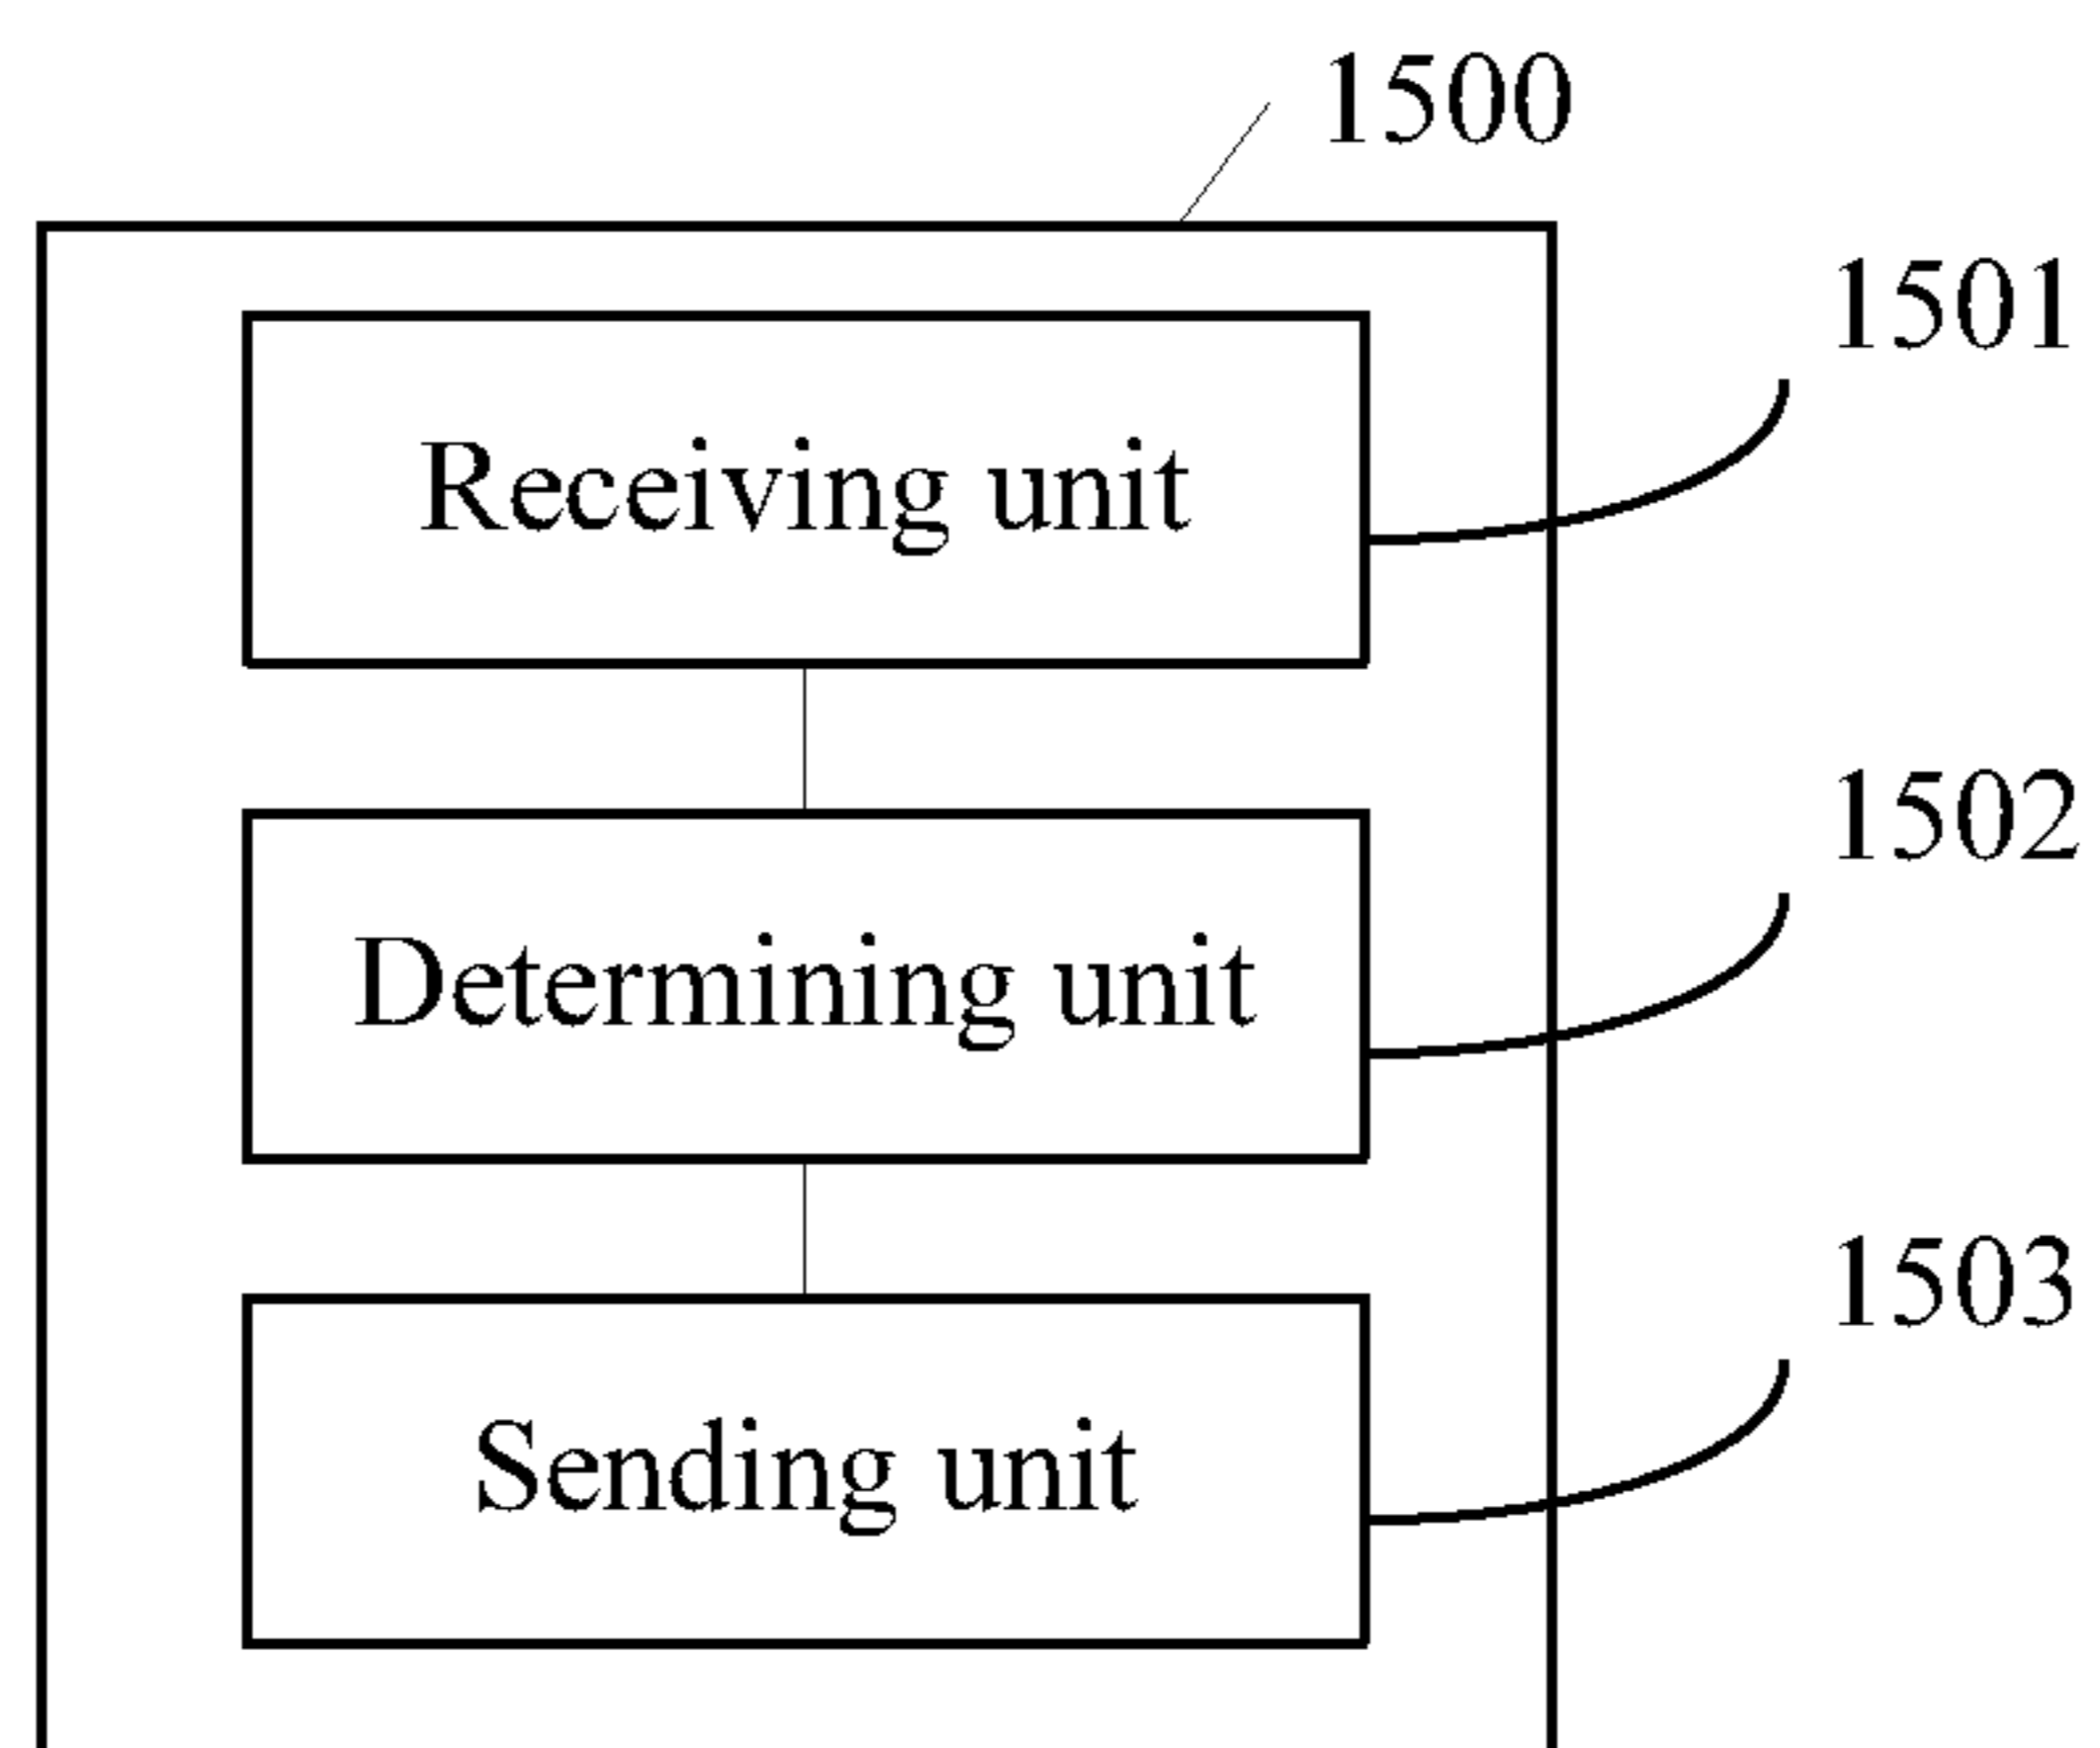 1500
1501
Receiving unit
1502
Determining unit
1503
Sending unit